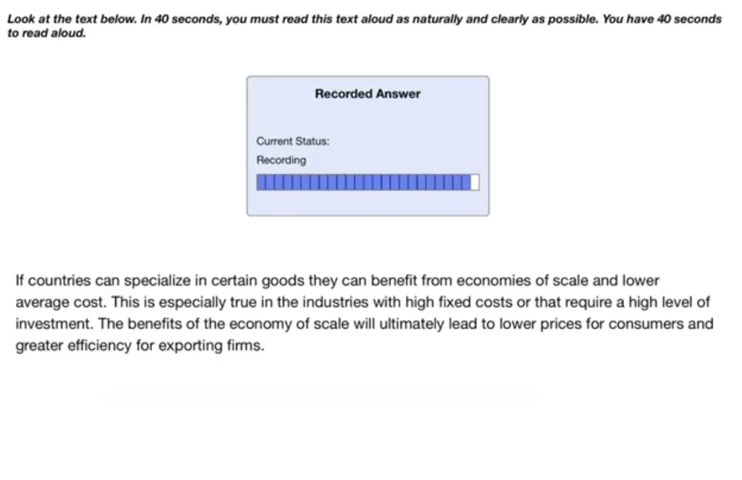 Look at the text below. In 40 seconds, you must read this text aloud as naturally and clearly as possible. You have 40 seconds
to read aloud.
Recorded Answer
Current Status:
Recording
If countries can specialize in certain goods they can benefit from economies of scale and lower
average cost. This is especially true in the industries with high fixed costs or that require a high level of
investment. The benefits of the economy of scale will ultimately lead to lower prices for consumers and
greater efficiency for exporting firms.